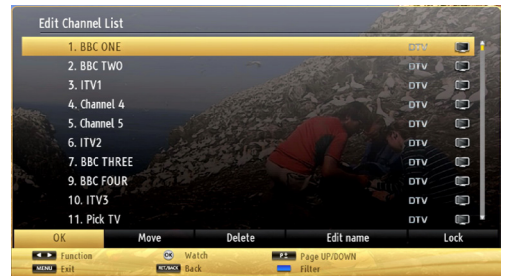 Edit Channel List
1. BBC ONE DTV
2. BBC TWO DTV
3. ITV1 DTV
4. Channel 4 DTV
5. Channel 5 DTV
6. ITV2 DTV
7. BBC THREE DTV
9. BBC FOUR DTV
10. ITV3 DTV
11. Pick TV DTV
OK Move Delete Edit name Lock
Function OK Watch P± Page UP/DOWN
MENU Exit RET/BACK Back Filter